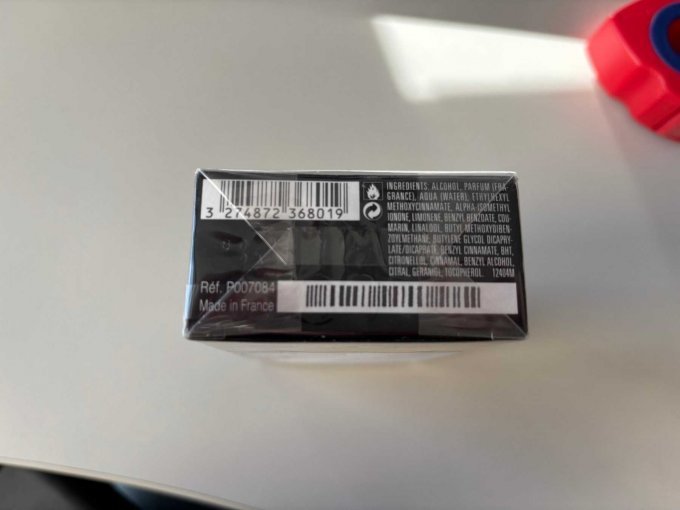 3 274872 368019
INGREDIENTS: ALCOHOL, PARFUM (FRA-
GRANCE), AQUA (WATER), ETHYLHEXYL
METHOXYCINNAMATE, ALPHA-ISOMETHYL
IONONE, LIMONENE, BENZYL BENZOATE, COU-
MARIN, LINALOOL, BUTYL METHOXYDIBEN-
ZOYLMETHANE, BUTYLENE GLYCOL DICAPRY-
LATE/DICAPRATE, BENZYL CINNAMATE, BHT,
CITRONELLOL, CINNAMAL, BENZYL ALCOHOL,
CITRAL, GERANIOL, TOCOPHEROL. 12404M
Réf. P007084
Made in France